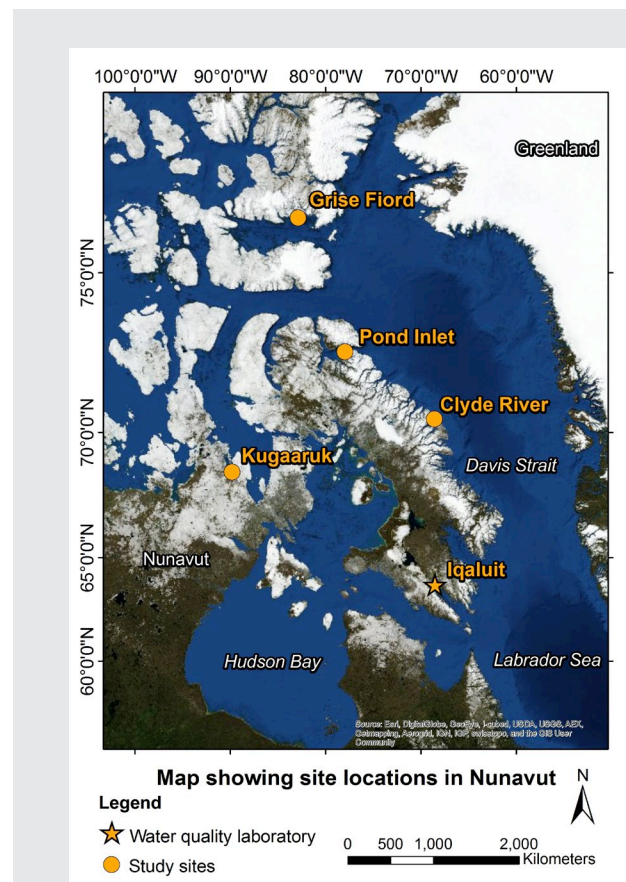 100°0'0"W 90°0'0"W 80°0'0"W 70°0'0"W 60°0'0"W
Greenland
Grise Fiord
75°0'0"N
Pond Inlet
Clyde River
70°0'0"N
Kugaaruk
Davis Strait
Nunavut
65°0'0"N
Iqaluit
Hudson Bay
Labrador Sea
60°0'0"N
Source: Esri, DigitalGlobe, GeoEye, i-cubed, USDA, USGS, AEX,
Getmapping, Aerogrid, IGN, IGP, swisstopo, and the GIS User
Community
Map showing site locations in Nunavut
N
Legend
Water quality laboratory
Study sites
0 500 1,000 2,000
Kilometers